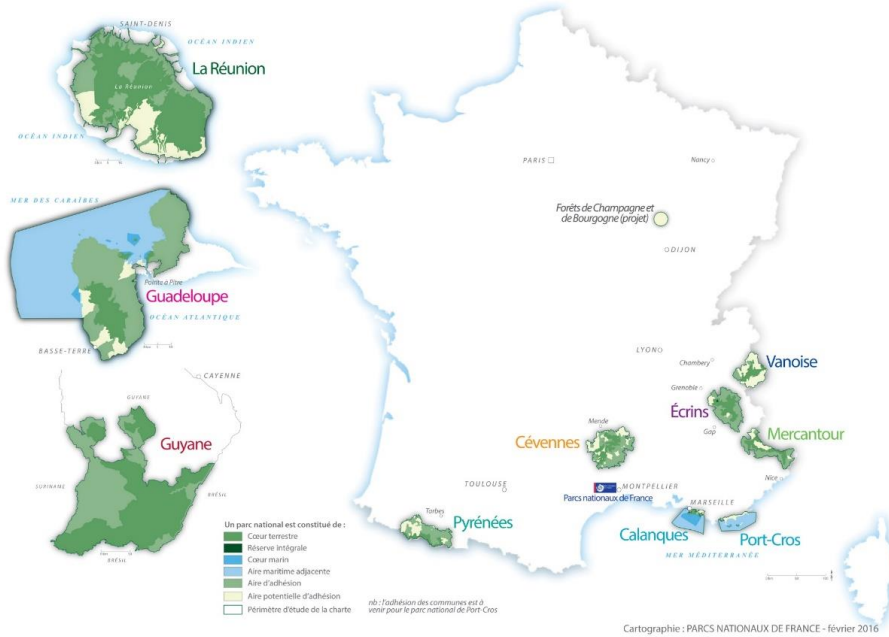 SAINT-DENIS
OCÉAN INDIEN
La Réunion
La Réunion
OCÉAN INDIEN
MER DES CARAÏBES
Pointe à Pitre
Guadeloupe
OCÉAN ATLANTIQUE
BASSE-TERRE
CAYENNE
GUYANE
Guyane
SURINAME
BRÉSIL
BRÉSIL
PARIS
Nancy
Forêts de Champagne et
de Bourgogne (projet)
DIJON
LYON
Chambery
Vanoise
Grenoble
Écrins
Mende
Gap
Mercantour
Cévennes
Nice
TOULOUSE
MONTPELLIER
Parcs nationaux de France
MARSEILLE
Tarbes
Pyrénées
Calanques
Port-Cros
MER MÉDITERRANÉE
Un parc national est constitué de :
Cœur terrestre
Réserve intégrale
Cœur marin
Aire maritime adjacente
Aire d'adhésion
Aire potentielle d'adhésion
Périmètre d'étude de la charte
nb : l'adhésion des communes est à
venir pour le parc national de Port-Cros
Cartographie : PARCS NATIONAUX DE FRANCE - février 2016